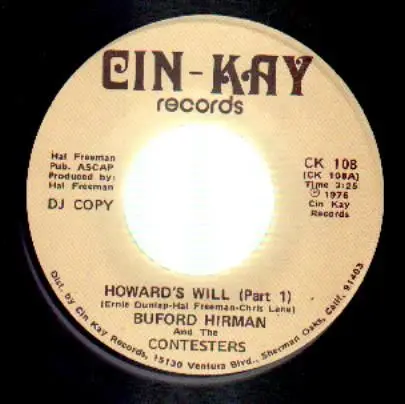 CIN-KAY
records
Hal Freeman
Pub. ASCAP
Produced by:
Hal Freeman
DJ COPY
CK 108
(CK 108A)
Time 3:25
℗ 1976
Cin Kay
Records
HOWARD'S WILL (Part 1)
(Ernie Dunlap-Hal Freeman-Chris Lane)
BUFORD HIRMAN
And The
CONTESTERS
Dist. by Cin Kay Records, 15130 Ventura Blvd., Sherman Oaks, Calif. 91403